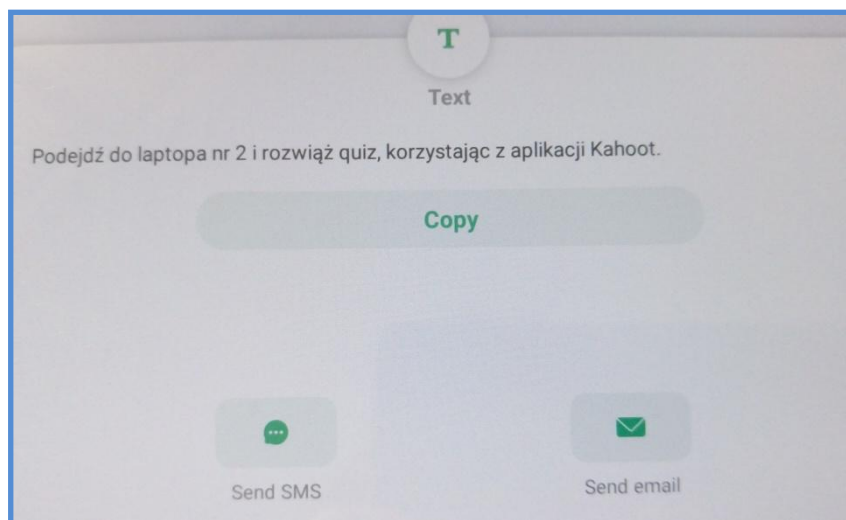 T
Text
Podejdź do laptopa nr 2 i rozwiąż quiz, korzystając z aplikacji Kahoot.
Copy
Send SMS
Send email